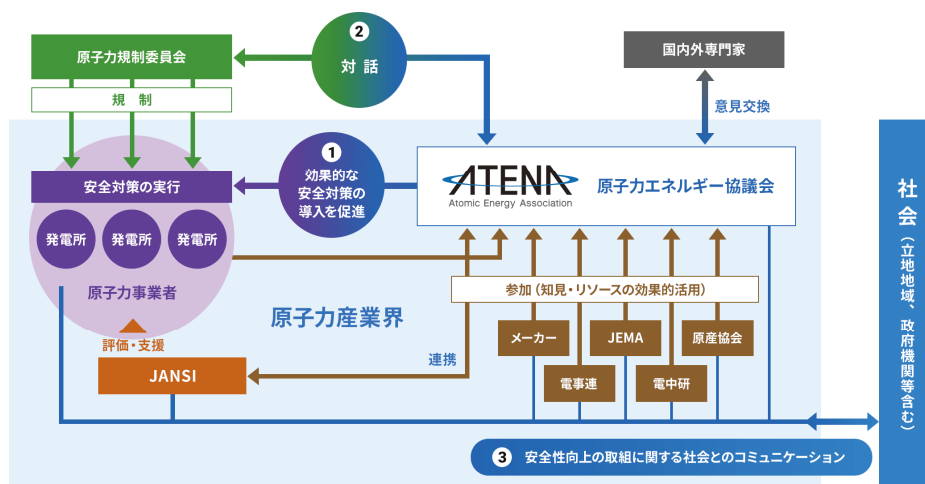 原子力規制委員会
2
対話
国内外専門家
規制
意見交換
1
効果的な
安全対策の
導入を促進
安全対策の実行
ATENA
Atomic Energy Association
原子力エネルギー協議会
発電所
発電所
発電所
原子力事業者
参加(知見・リソースの効果的活用)
原子力産業界
メーカー
JEMA
原産協会
評価・支援
連携
JANSI
電事連
電中研
3 安全性向上の取組に関する社会とのコミュニケーション
社会(立地地域、政府機関等含む)